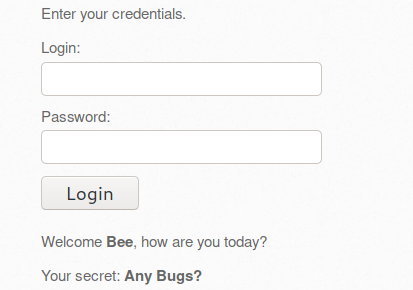 Enter your credentials.
Login:
Password:
Login
Welcome Bee, how are you today?
Your secret: Any Bugs?